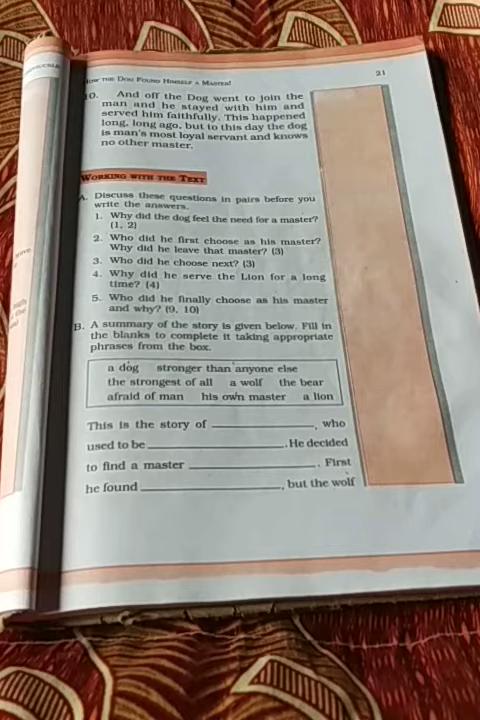 How the Dog Found Himself a Master!
21
10. And off the Dog went to join the
man and he stayed with him and
served him faithfully. This happened
long, long ago, but to this day the dog
is man's most loyal servant and knows
no other master.
Working with the Text
A. Discuss these questions in pairs before you
write the answers.
1. Why did the dog feel the need for a master?
(1, 2)
2. Who did he first choose as his master?
Why did he leave that master? (3)
3. Who did he choose next? (3)
4. Why did he serve the Lion for a long
time? (4)
5. Who did he finally choose as his master
and why? (9, 10)
B. A summary of the story is given below. Fill in
the blanks to complete it taking appropriate
phrases from the box.
a dog stronger than anyone else
the strongest of all a wolf the bear
afraid of man his own master a lion
This is the story of ____________, who
used to be ____________. He decided
to find a master ____________. First
he found ____________, but the wolf